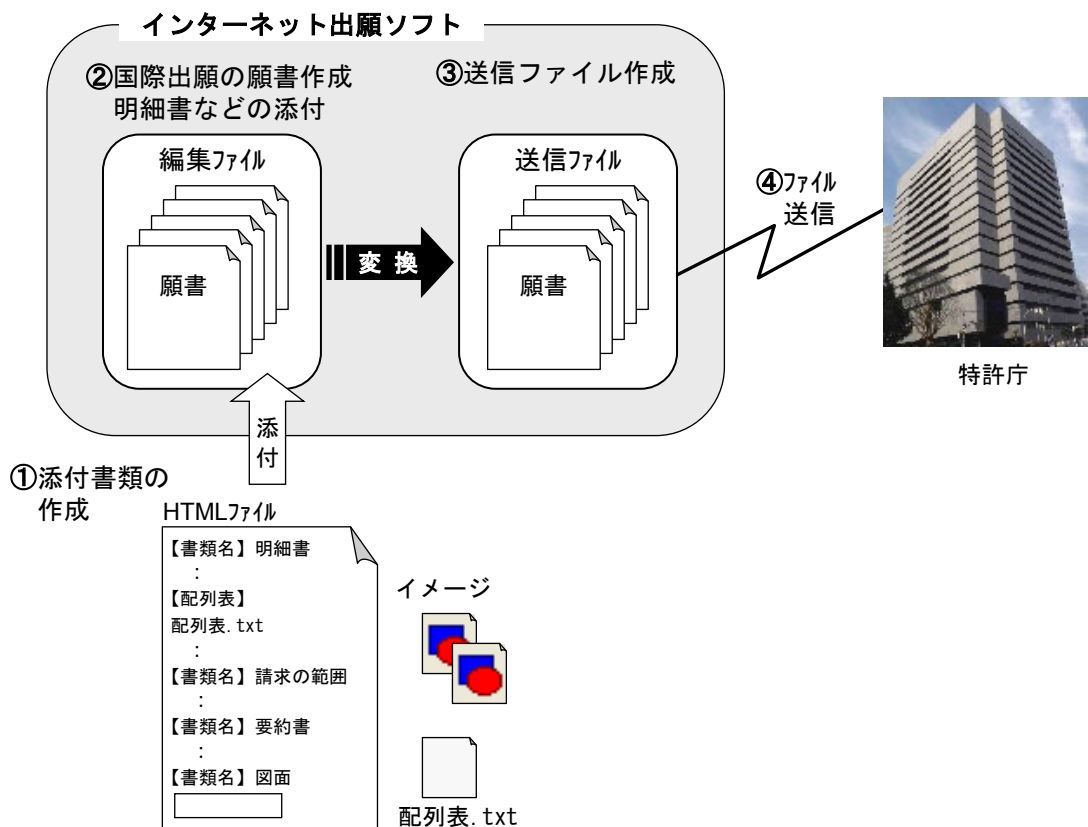 インターネット出願ソフト
②国際出願の願書作成
明細書などの添付
③送信ファイル作成
編集ﾌｧｲﾙ
願書
変 換
送信ﾌｧｲﾙ
願書
④ﾌｧｲﾙ
送信
特許庁
添
付
①添付書類の
作成
HTMLﾌｧｲﾙ
【書類名】明細書
:
【配列表】
配列表.txt
:
【書類名】請求の範囲
:
【書類名】要約書
:
【書類名】図面
イメージ
配列表.txt